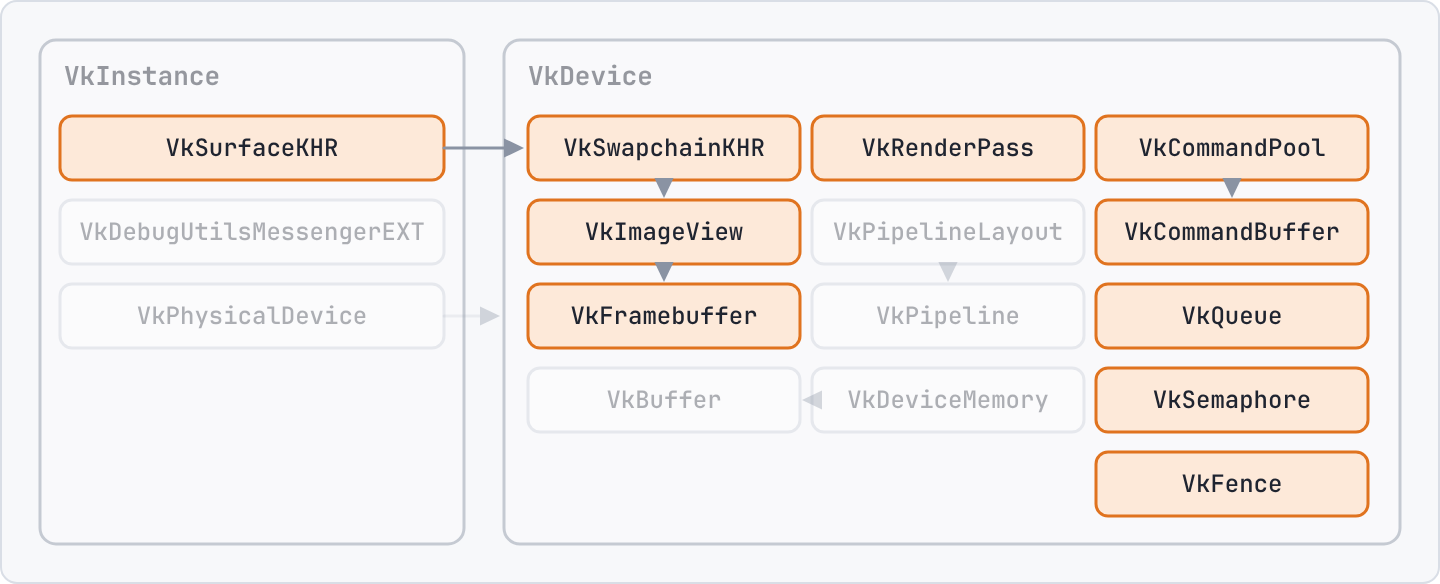 VkInstance
VkSurfaceKHR
VkDebugUtilsMessengerEXT
VkPhysicalDevice
VkDevice
VkSwapchainKHR
VkRenderPass
VkCommandPool
VkImageView
VkPipelineLayout
VkCommandBuffer
VkFramebuffer
VkPipeline
VkQueue
VkBuffer
VkDeviceMemory
VkSemaphore
VkFence